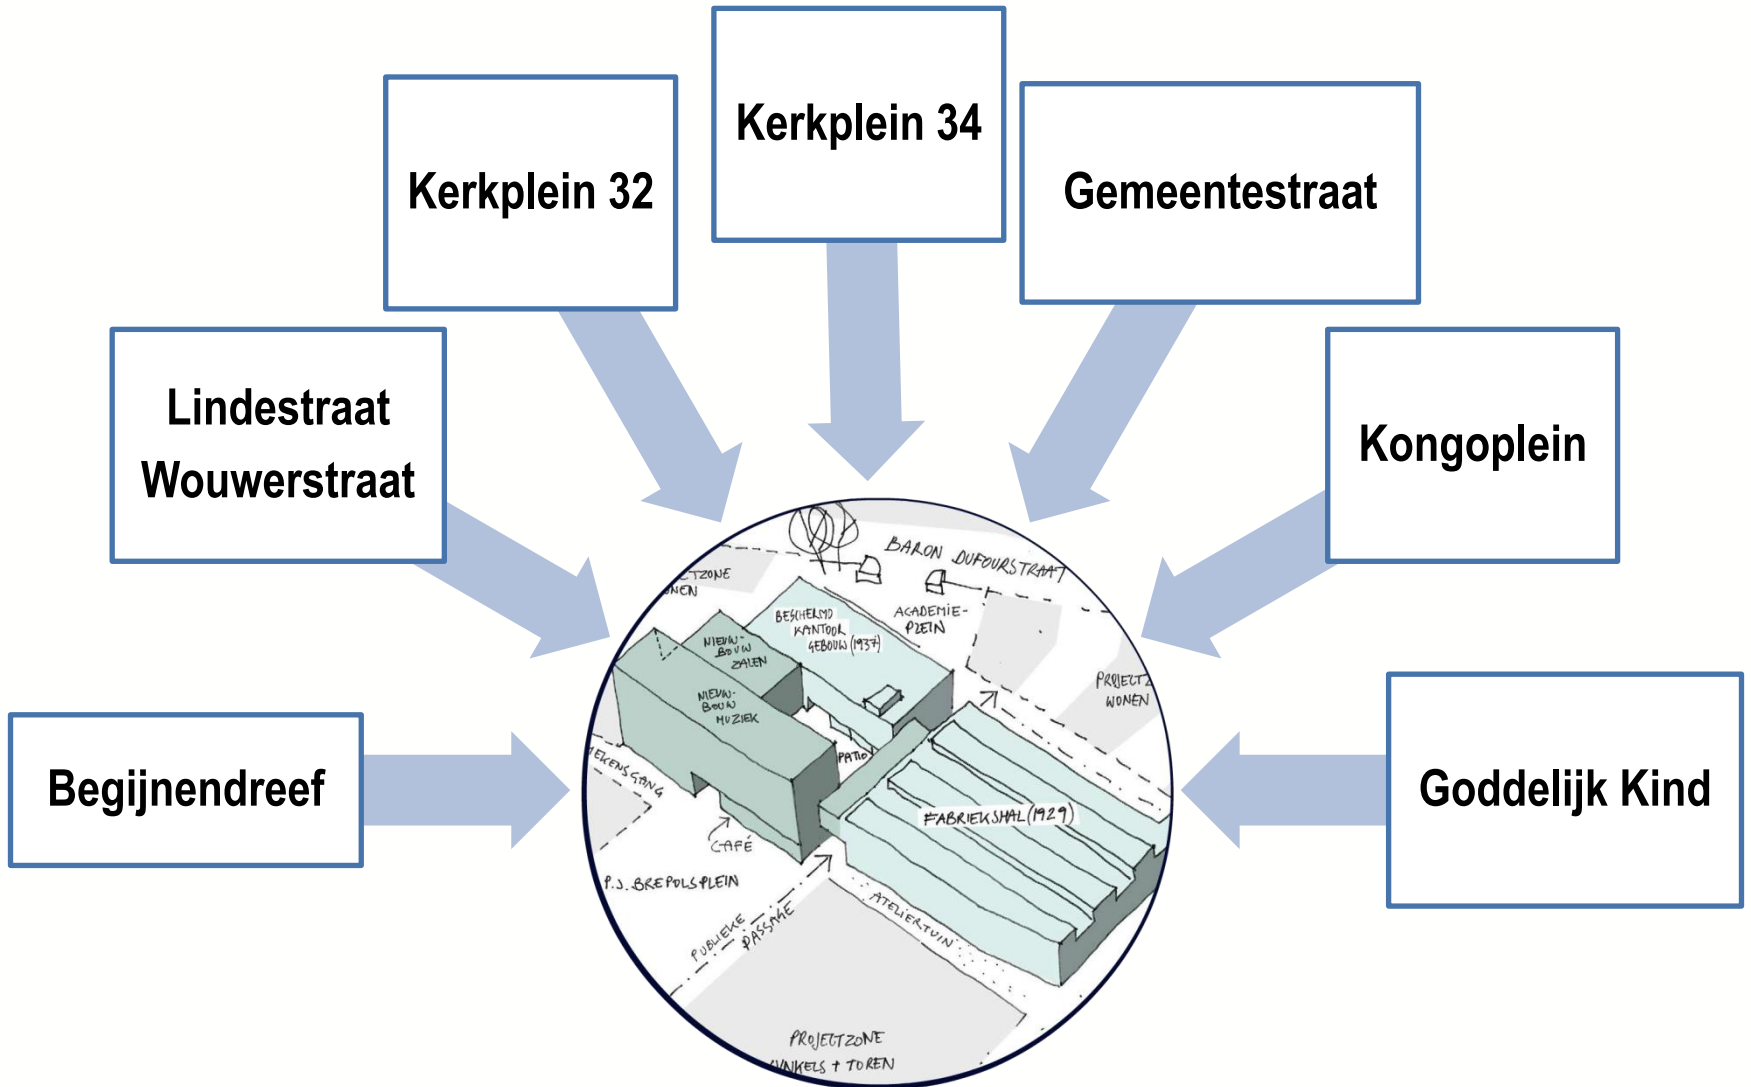 Kerkplein 34
Kerkplein 32
Gemeentestraat
Lindestraat
Wouwerstraat
Kongoplein
Begijnendreef
Goddelijk Kind
BARON DUFOURSTRAAT
ACADEMIE-
PLEIN
BESCHERMD
KANTOOR
GEBOUW (1937)
NIEUW-
BOUW
ZALEN
NIEUW-
BOUW
MUZIEK
WONEN
PATIO
FABRIEKSHAL (1929)
CAFÉ
P.J. BREPOLSPLEIN
PUBLIEKE
PASSAGE
ATELIERTUIN
PROJECTZONE
+ TOREN